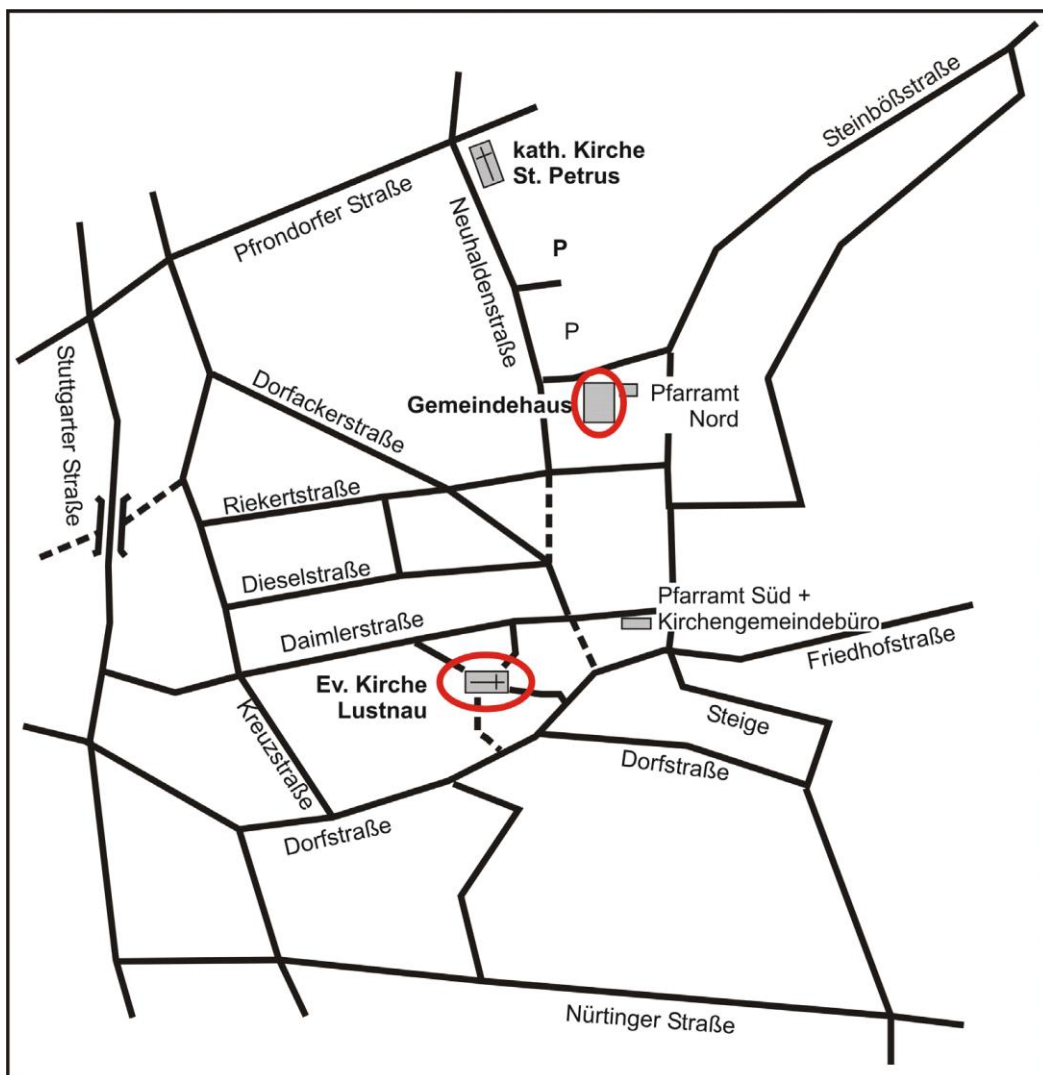 Steinbößstraße
kath. Kirche
St. Petrus
Pfrondorfer Straße
Neuhaldenstraße
P
P
Stuttgarter Straße
Dorfackerstraße
Gemeindehaus
Pfarramt
Nord
Riekertstraße
Dieselstraße
Pfarramt Süd +
Kirchengemeindebüro
Daimlerstraße
Friedhofstraße
Ev. Kirche
Lustnau
Kreuzstraße
Steige
Dorfstraße
Dorfstraße
Nürtinger Straße